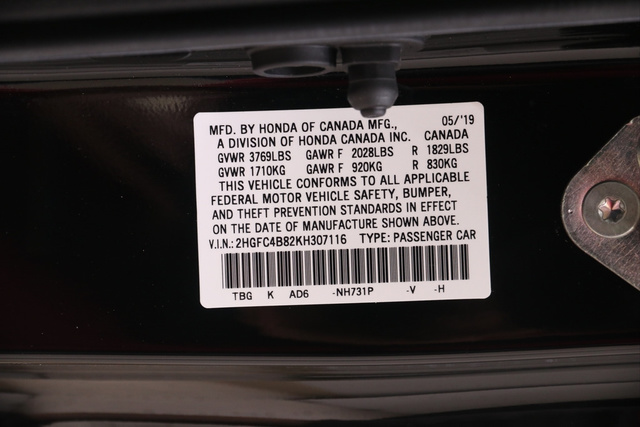 MFD. BY HONDA OF CANADA MFG., 05/'19
A DIVISION OF HONDA CANADA INC. CANADA
GVWR 3769LBS GAWR F 2028LBS R 1829LBS
GVWR 1710KG GAWR F 920KG R 830KG
THIS VEHICLE CONFORMS TO ALL APPLICABLE
FEDERAL MOTOR VEHICLE SAFETY, BUMPER,
AND THEFT PREVENTION STANDARDS IN EFFECT
ON THE DATE OF MANUFACTURE SHOWN ABOVE.
V.I.N.:2HGFC4B82KH307116 TYPE: PASSENGER CAR
TBG K AD6 -NH731P -V -H